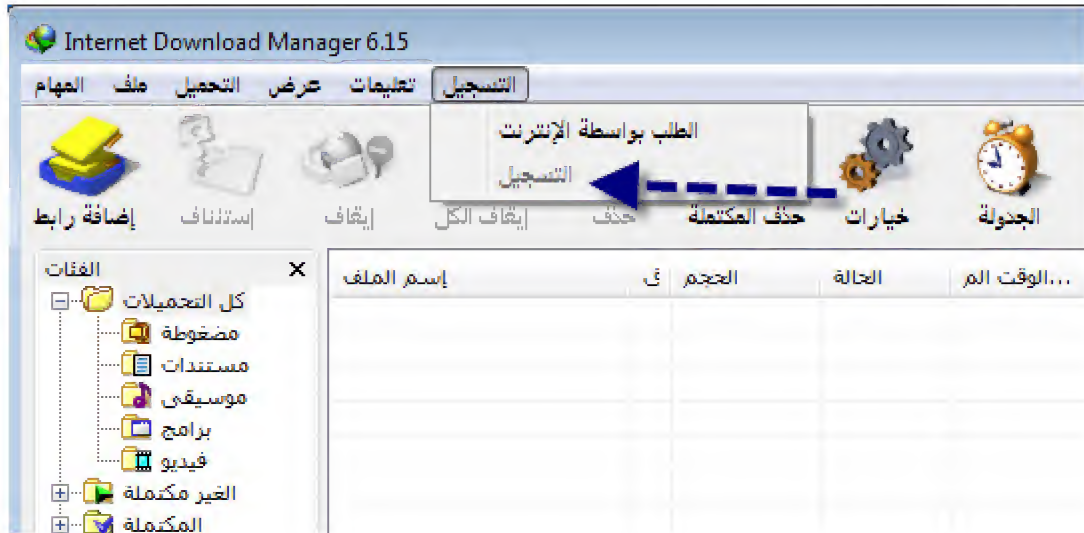 Internet Download Manager 6.15
المهام ملف التحميل عرض تعليمات التسجيل
الطلب بواسطة الإنترنت
التسجيل
إضافة رابط إستئناف إيقاف إيقاف الكل حذف حذف المكتملة خيارات الجدولة
الفئات X
إسم الملف ق الحجم الحالة الوقت الم...
كل التحميلات
مضغوطة
مستندات
موسيقى
برامج
فيديو
الغير مكتملة
المكتملة